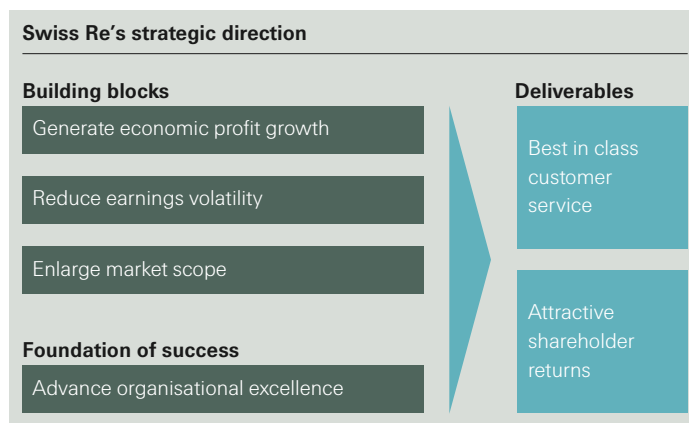 Swiss Re's strategic direction
Building blocks
Generate economic profit growth
Reduce earnings volatility
Enlarge market scope
Foundation of success
Advance organisational excellence
Deliverables
Best in class
customer
service
Attractive
shareholder
returns